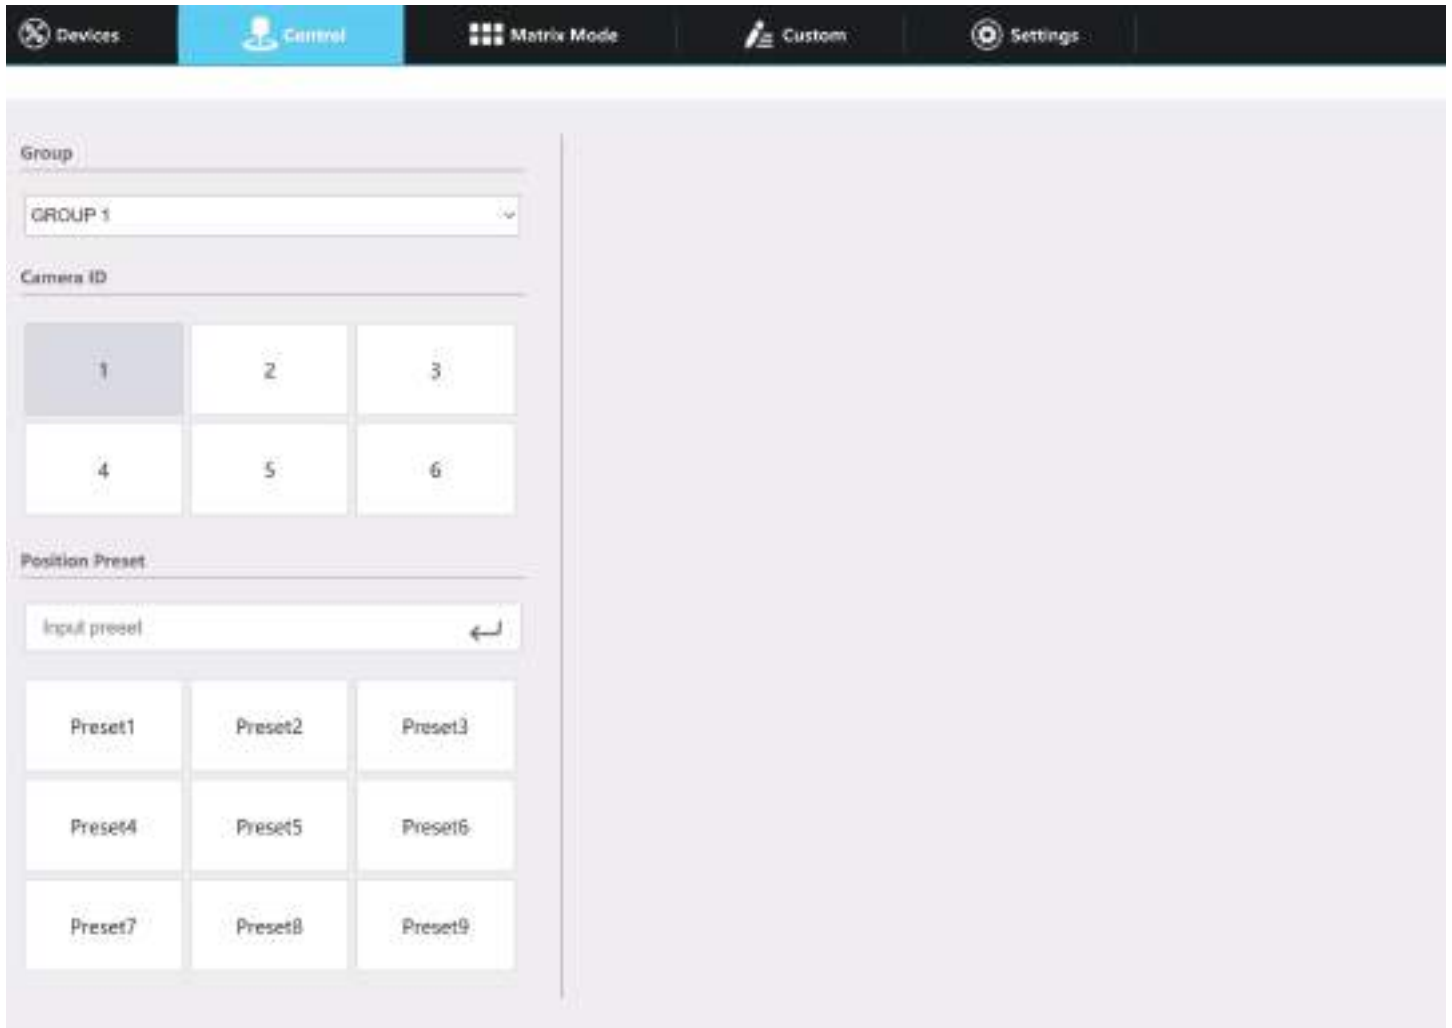 Devices Control Matrix Mode Custom Settings
Group
GROUP 1
Camera ID
1 2 3
4 5 6
Position Preset
Input preset
Preset1 Preset2 Preset3
Preset4 Preset5 Preset6
Preset7 Preset8 Preset9